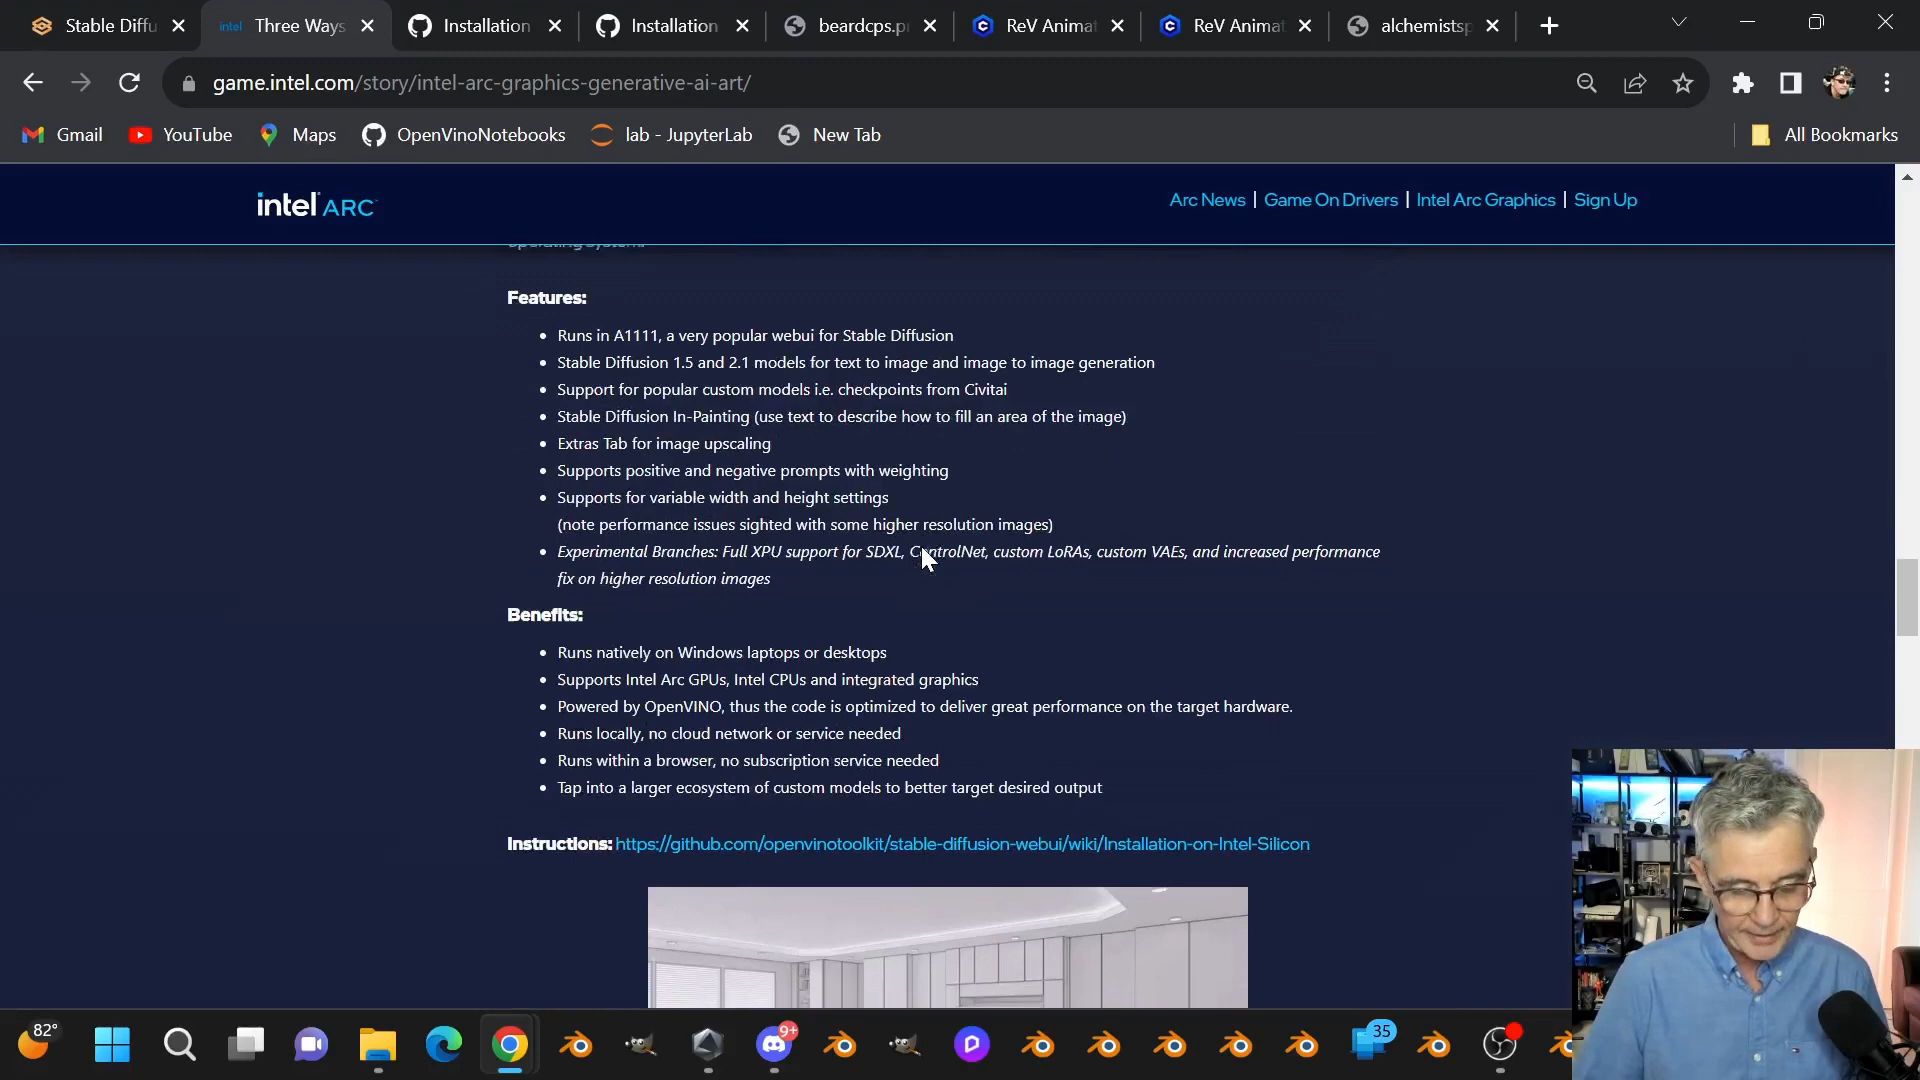 Stable Diffu
intel Three Ways
Installation
Installation
beardcps.p
ReV Anima
ReV Anima
alchemistsp
game.intel.com/story/intel-arc-graphics-generative-ai-art/
Gmail
YouTube
Maps
OpenVinoNotebooks
lab - JupyterLab
New Tab
All Bookmarks
intel ARC
Arc News | Game On Drivers | Intel Arc Graphics | Sign Up
operating system.
Features:
• Runs in A1111, a very popular webui for Stable Diffusion
• Stable Diffusion 1.5 and 2.1 models for text to image and image to image generation
• Support for popular custom models i.e. checkpoints from Civitai
• Stable Diffusion In-Painting (use text to describe how to fill an area of the image)
• Extras Tab for image upscaling
• Supports positive and negative prompts with weighting
• Supports for variable width and height settings
(note performance issues sighted with some higher resolution images)
• Experimental Branches: Full XPU support for SDXL, ControlNet, custom LoRAs, custom VAEs, and increased performance
fix on higher resolution images
Benefits:
• Runs natively on Windows laptops or desktops
• Supports Intel Arc GPUs, Intel CPUs and integrated graphics
• Powered by OpenVINO, thus the code is optimized to deliver great performance on the target hardware.
• Runs locally, no cloud network or service needed
• Runs within a browser, no subscription service needed
• Tap into a larger ecosystem of custom models to better target desired output
Instructions: https://github.com/openvinotoolkit/stable-diffusion-webui/wiki/Installation-on-Intel-Silicon
82°
9+
35